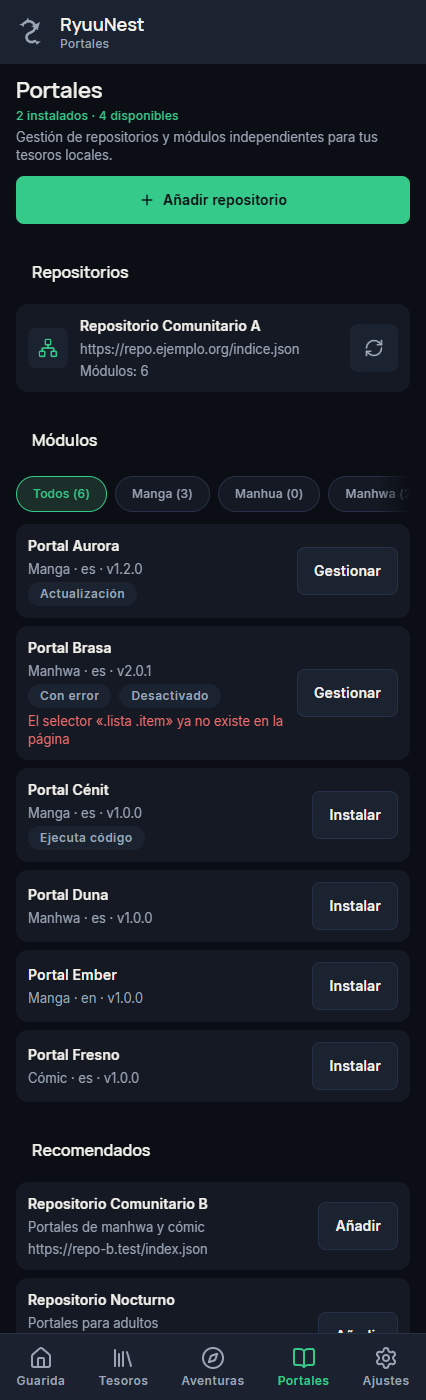 RyuuNest
Portales
Portales
2 instalados · 4 disponibles
Gestión de repositorios y módulos independientes para tus
tesoros locales.
Añadir repositorio
Repositorios
Repositorio Comunitario A
https://repo.ejemplo.org/indice.json
Módulos: 6
Módulos
Todos (6)
Manga (3)
Manhua (0)
Manhwa (
Portal Aurora
Manga · es · v1.2.0
Actualización
Gestionar
Portal Brasa
Manhwa · es · v2.0.1
Con error
Desactivado
El selector «.lista .item» ya no existe en la
página
Gestionar
Portal Cénit
Manga · es · v1.0.0
Ejecuta código
Instalar
Portal Duna
Manhwa · es · v1.0.0
Instalar
Portal Ember
Manga · en · v1.0.0
Instalar
Portal Fresno
Cómic · es · v1.0.0
Instalar
Recomendados
Repositorio Comunitario B
Portales de manhwa y cómic
https://repo-b.test/index.json
Añadir
Repositorio Nocturno
Portales para adultos
Guarida
Tesoros
Aventuras
Portales
Ajustes